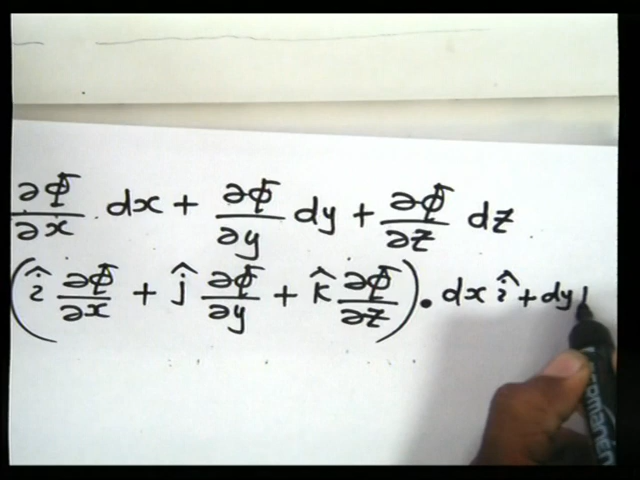 ∂Φ/∂x dx + ∂Φ/∂y dy + ∂Φ/∂z dz
(î ∂Φ/∂x + ĵ ∂Φ/∂y + k̂ ∂Φ/∂z) . dx î + dy